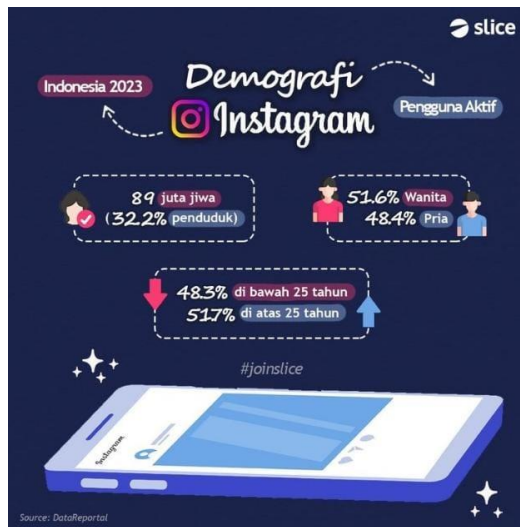 slice
Demografi
Indonesia 2023
Instagram
Pengguna Aktif
89 juta jiwa
(32.2% penduduk)
51.6% Wanita
48.4% Pria
48.3% di bawah 25 tahun
51.7% di atas 25 tahun
#joinslice
Instagram
Source: DataReportal